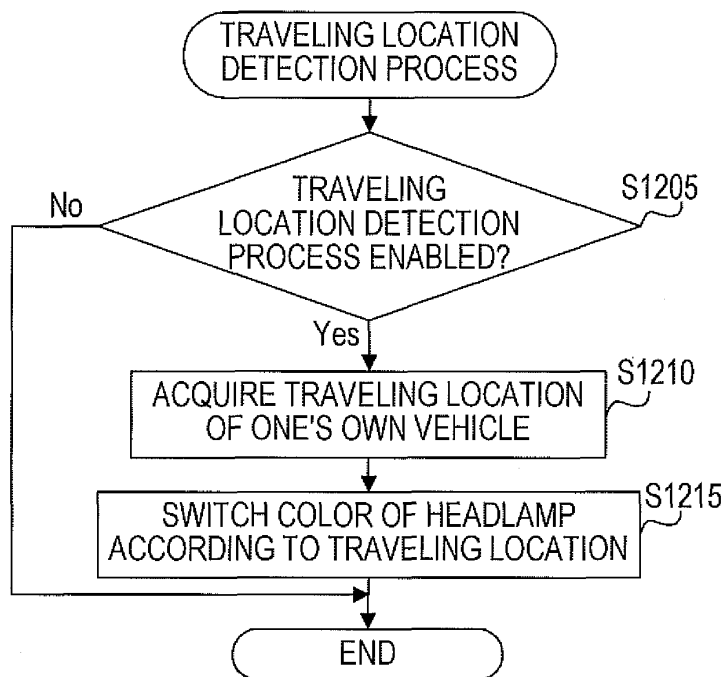 TRAVELING LOCATION
DETECTION PROCESS
TRAVELING
LOCATION DETECTION
PROCESS ENABLED?
S1205
No
Yes
S1210
ACQUIRE TRAVELING LOCATION
OF ONE'S OWN VEHICLE
S1215
SWITCH COLOR OF HEADLAMP
ACCORDING TO TRAVELING LOCATION
END